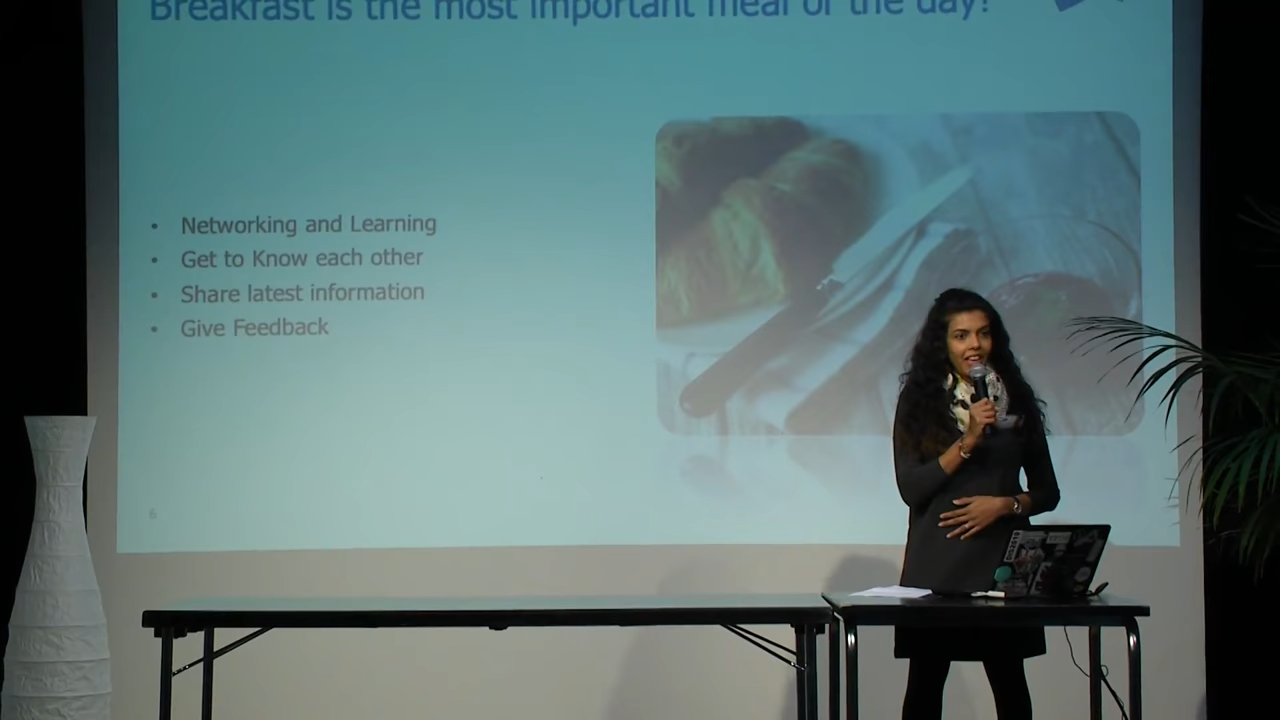 Breakfast is the most important meal of the day!
• Networking and Learning
• Get to Know each other
• Share latest information
• Give Feedback
6